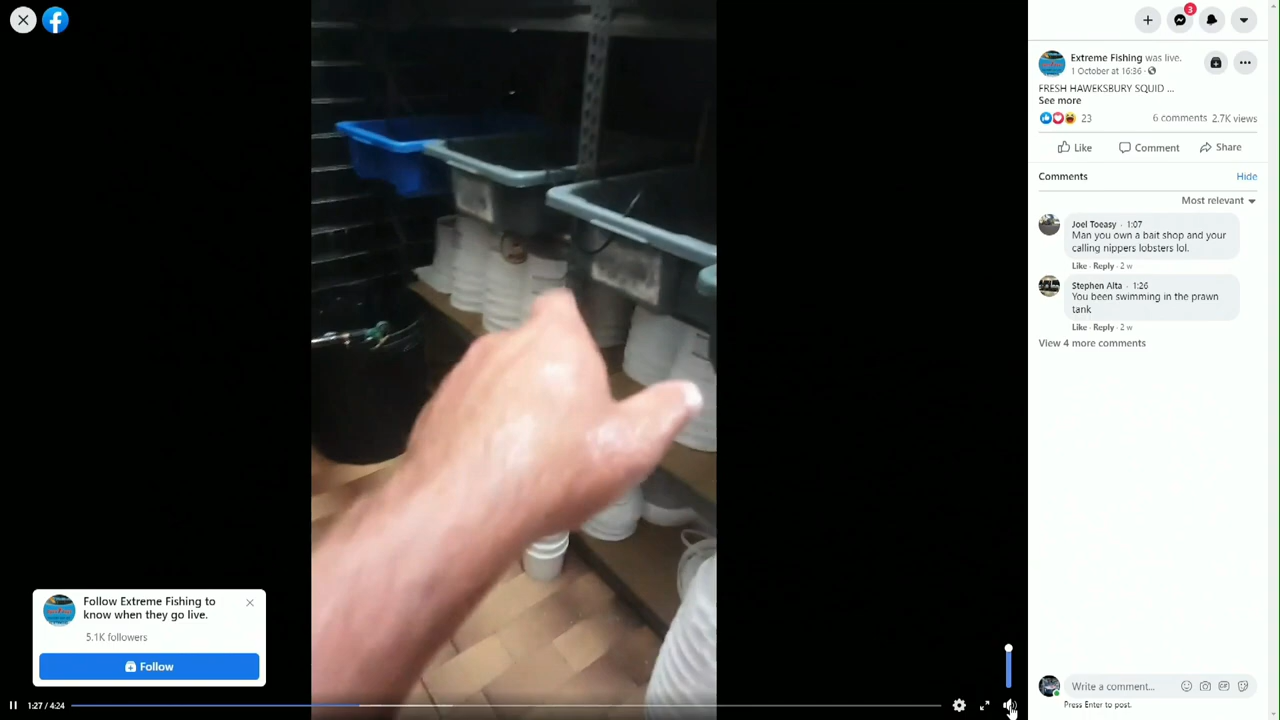 3
Extreme Fishing was live.
1 October at 16:36
FRESH HAWEKSBURY SQUID ...
See more
23
6 comments 2.7K views
Like Comment Share
Comments Hide
Most relevant
Joel Toeasy · 1:07
Man you own a bait shop and your
calling nippers lobsters lol.
Like · Reply · 2 w
Stephen Alta · 1:26
You been swimming in the prawn
tank
Like · Reply · 2 w
View 4 more comments
Follow Extreme Fishing to
know when they go live.
5.1K followers
Follow
1:27 / 4:24
Write a comment...
Press Enter to post.